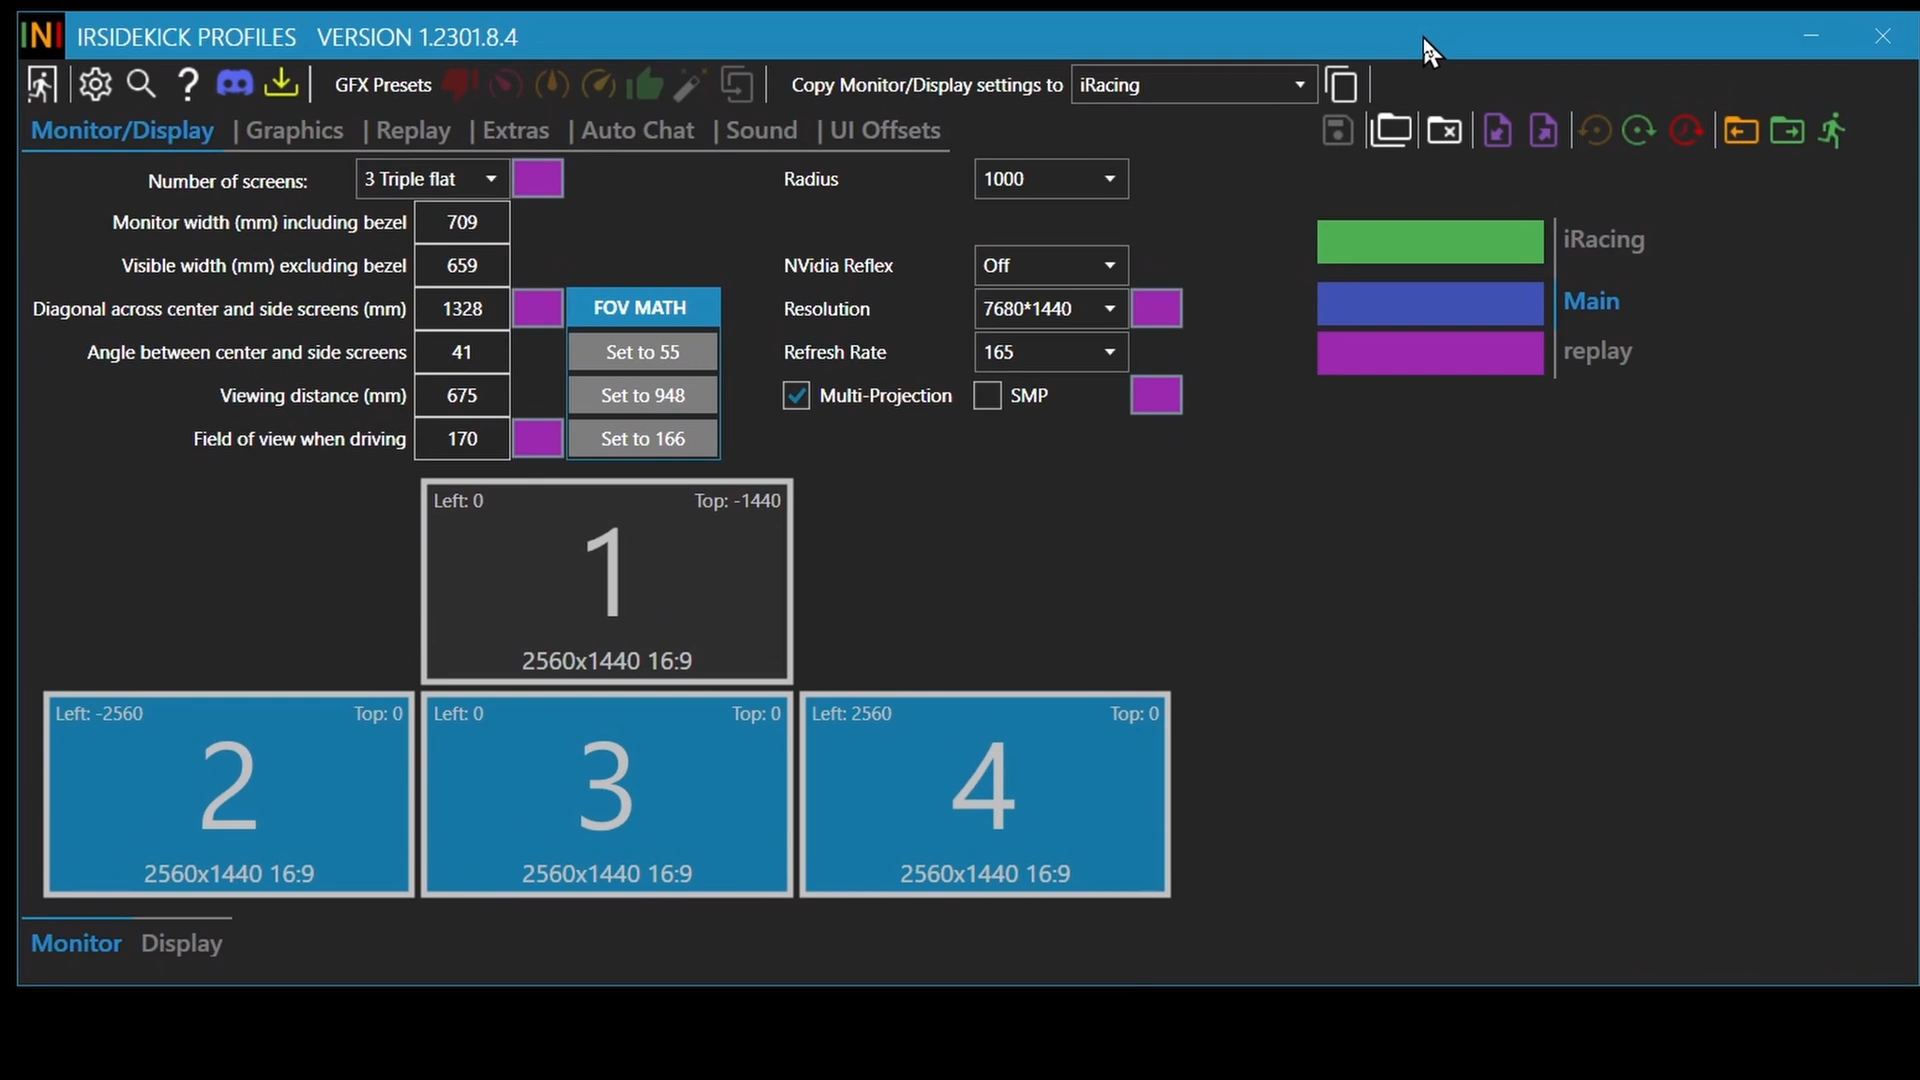 INI IRSIDEKICK PROFILES VERSION 1.2301.8.4
? GFX Presets Copy Monitor/Display settings to iRacing
Monitor/Display | Graphics | Replay | Extras | Auto Chat | Sound | UI Offsets
Number of screens: 3 Triple flat Radius 1000
Monitor width (mm) including bezel 709
iRacing
Visible width (mm) excluding bezel 659 NVidia Reflex Off
Main
Diagonal across center and side screens (mm) 1328 FOV MATH Resolution 7680*1440
Angle between center and side screens 41 Set to 55 Refresh Rate 165 replay
Viewing distance (mm) 675 Set to 948 Multi-Projection SMP
Field of view when driving 170 Set to 166
Left: 0 Top: -1440
1
2560x1440 16:9
Left: -2560 Top: 0 Left: 0 Top: 0 Left: 2560 Top: 0
2 3 4
2560x1440 16:9 2560x1440 16:9 2560x1440 16:9
Monitor Display